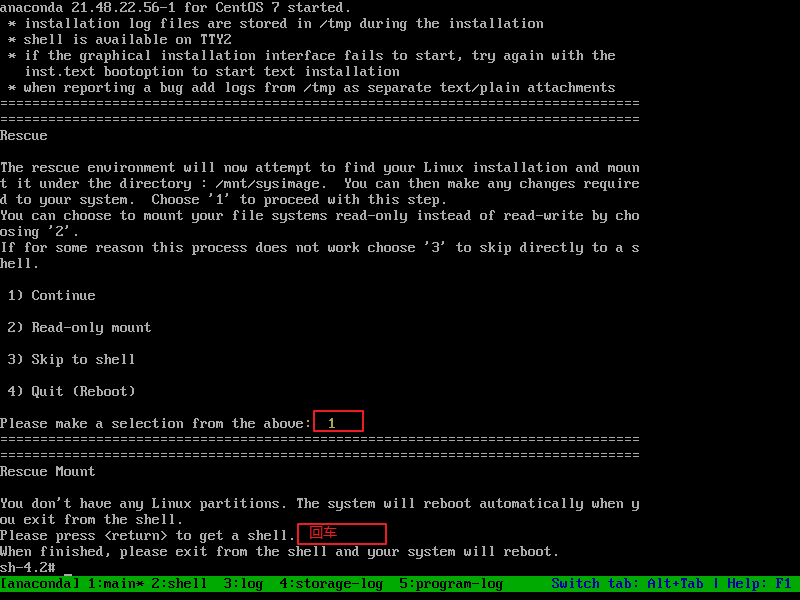 anaconda 21.48.22.56-1 for CentOS 7 started.
 * installation log files are stored in /tmp during the installation
 * shell is available on TTY2
 * if the graphical installation interface fails to start, try again with the
   inst.text bootoption to start text installation
 * when reporting a bug add logs from /tmp as separate text/plain attachments
================================================================================
================================================================================
Rescue
The rescue environment will now attempt to find your Linux installation and moun
t it under the directory : /mnt/sysimage.  You can then make any changes require
d to your system.  Choose '1' to proceed with this step.
You can choose to mount your file systems read-only instead of read-write by cho
osing '2'.
If for some reason this process does not work choose '3' to skip directly to a s
hell.
 1) Continue
 2) Read-only mount
 3) Skip to shell
 4) Quit (Reboot)
Please make a selection from the above:  1
================================================================================
================================================================================
Rescue Mount
You don't have any Linux partitions. The system will reboot automatically when y
ou exit from the shell.
Please press <return> to get a shell. 回车
When finished, please exit from the shell and your system will reboot.
sh-4.2# _
[anaconda] 1:main* 2:shell  3:log  4:storage-log  5:program-log      Switch tab: Alt+Tab | Help: F1